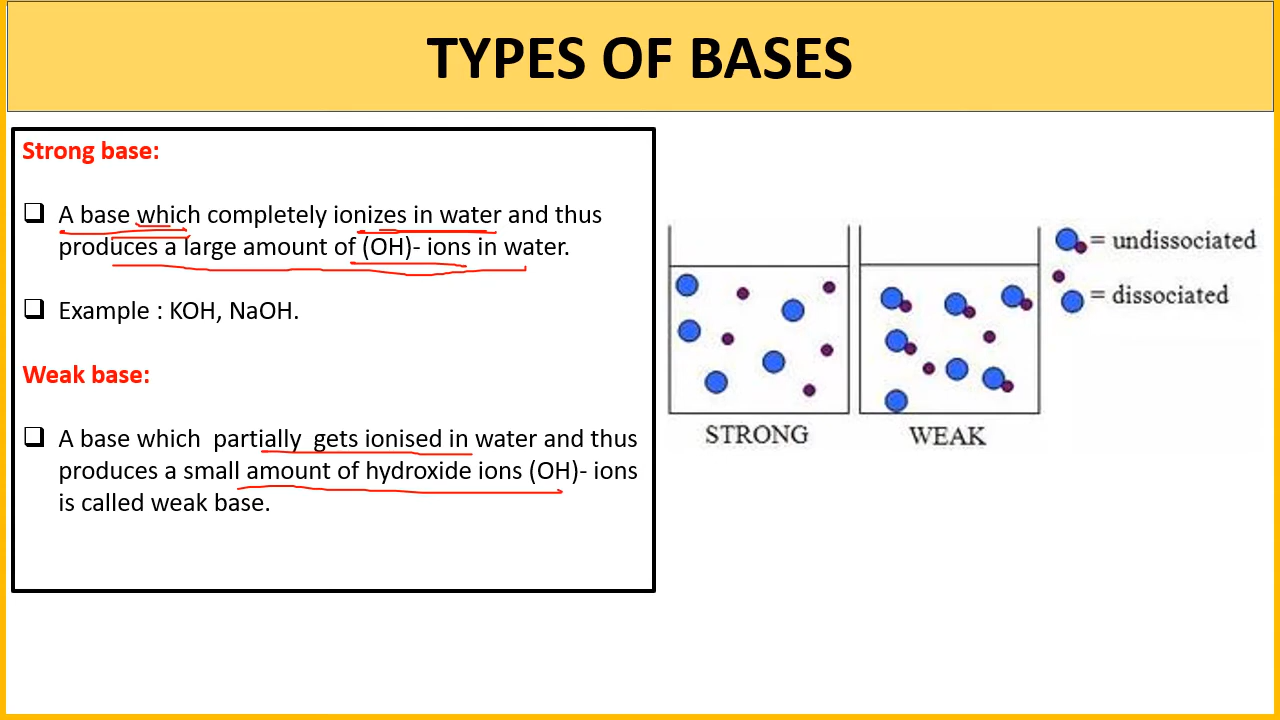 TYPES OF BASES
Strong base:
A base which completely ionizes in water and thus
produces a large amount of (OH)- ions in water.
Example : KOH, NaOH.
Weak base:
A base which partially gets ionised in water and thus
produces a small amount of hydroxide ions (OH)- ions
is called weak base.
= undissociated
= dissociated
STRONG
WEAK